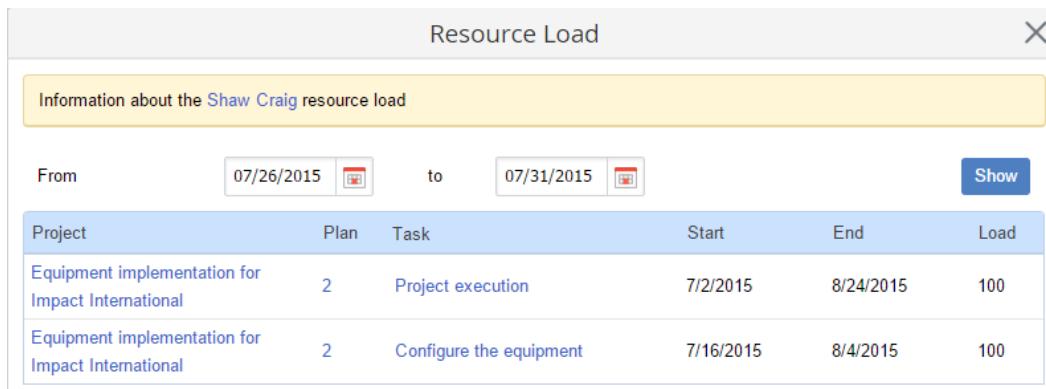 Resource Load
Information about the Shaw Craig resource load
From 07/26/2015 to 07/31/2015 Show
Project Plan Task Start End Load
Equipment implementation for
Impact International 2 Project execution 7/2/2015 8/24/2015 100
Equipment implementation for
Impact International 2 Configure the equipment 7/16/2015 8/4/2015 100